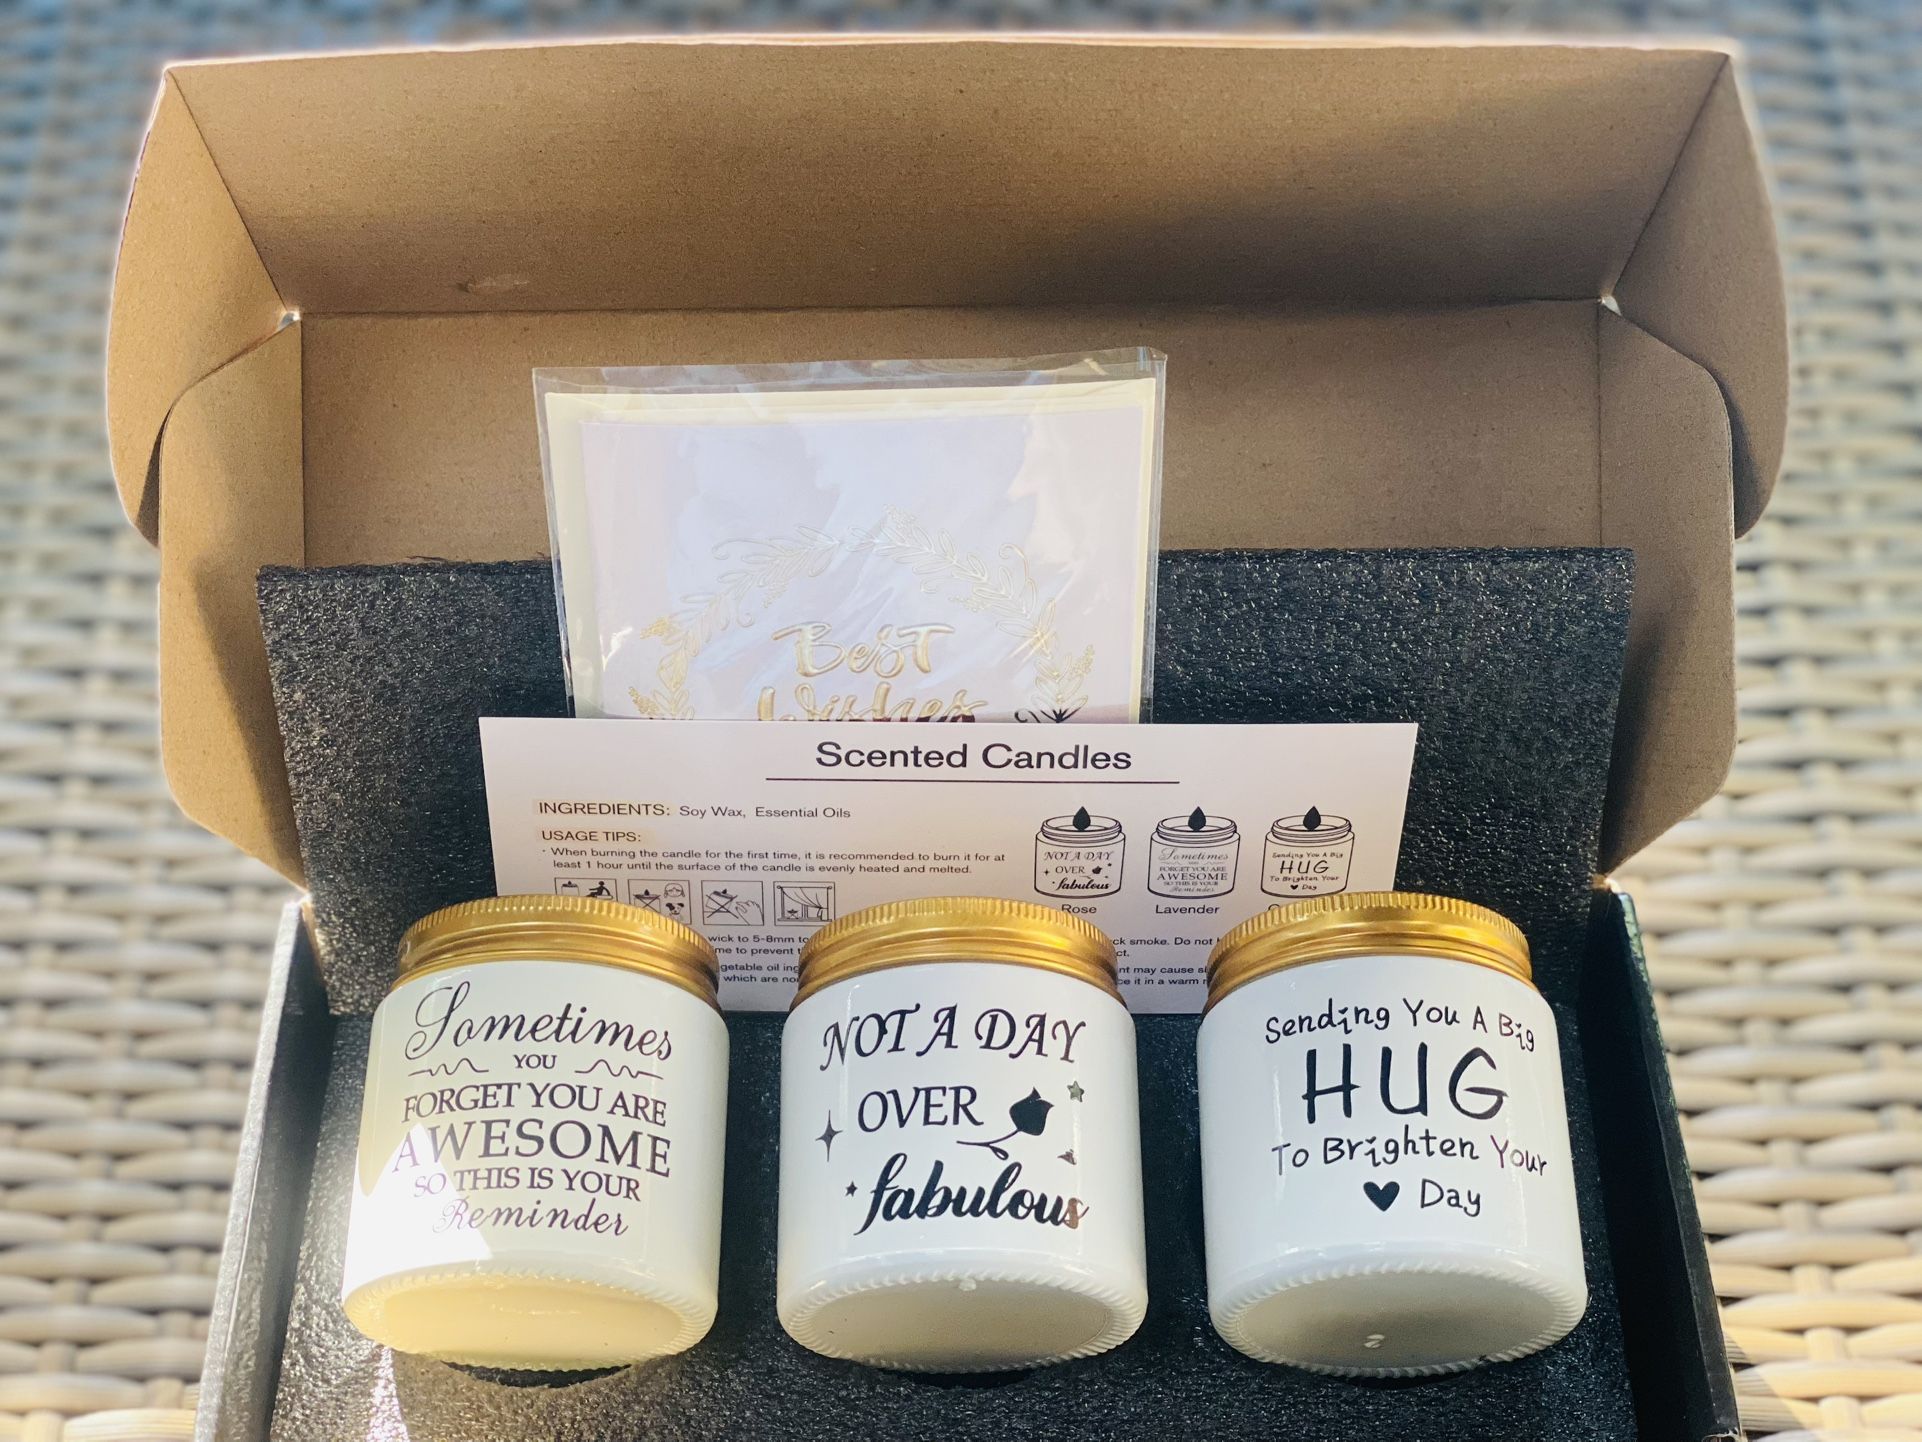 Best
Wishes
Scented Candles
INGREDIENTS: Soy Wax, Essential Oils
USAGE TIPS:
· When burning the candle for the first time, it is recommended to burn it for at
least 1 hour until the surface of the candle is evenly heated and melted.
NOT A DAY
OVER
fabulous
Rose
Sometimes
YOU
FORGET YOU ARE
AWESOME
SO THIS IS YOUR
Reminder
Lavender
Sending You A Big
HUG
To Brighten Your
Day
wick to 5-8mm to
ck smoke. Do not
me to prevent
ct.
getable oil
nt may cause
which are
ce it in a warm
Sometimes
YOU
FORGET YOU ARE
AWESOME
SO THIS IS YOUR
Reminder
NOT A DAY
OVER
fabulous
Sending You A Big
HUG
To Brighten Your
Day